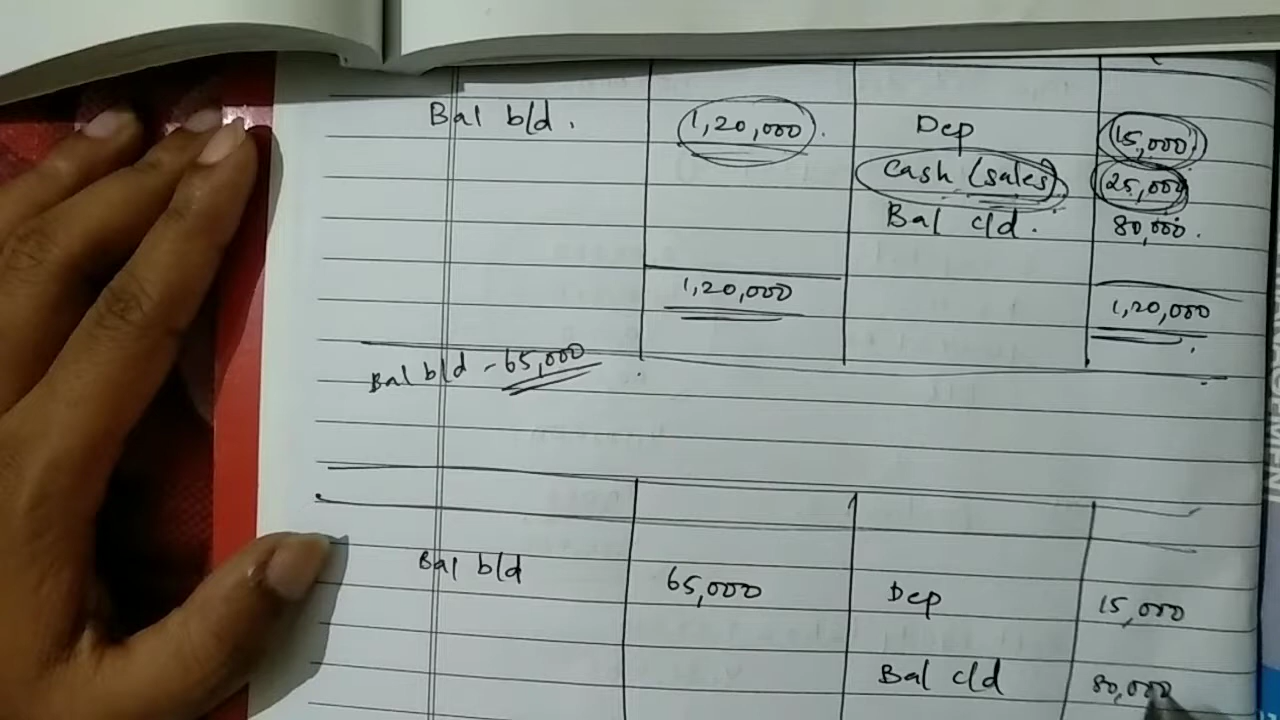 Bal b/d. 1,20,000. Dep 15,000
Cash (sales) 25,000
Bal c/d. 80,000.
1,20,000 1,20,000
Bal b/d - 65,000
Bal b/d 65,000 Dep 15,000
Bal c/d 80,000